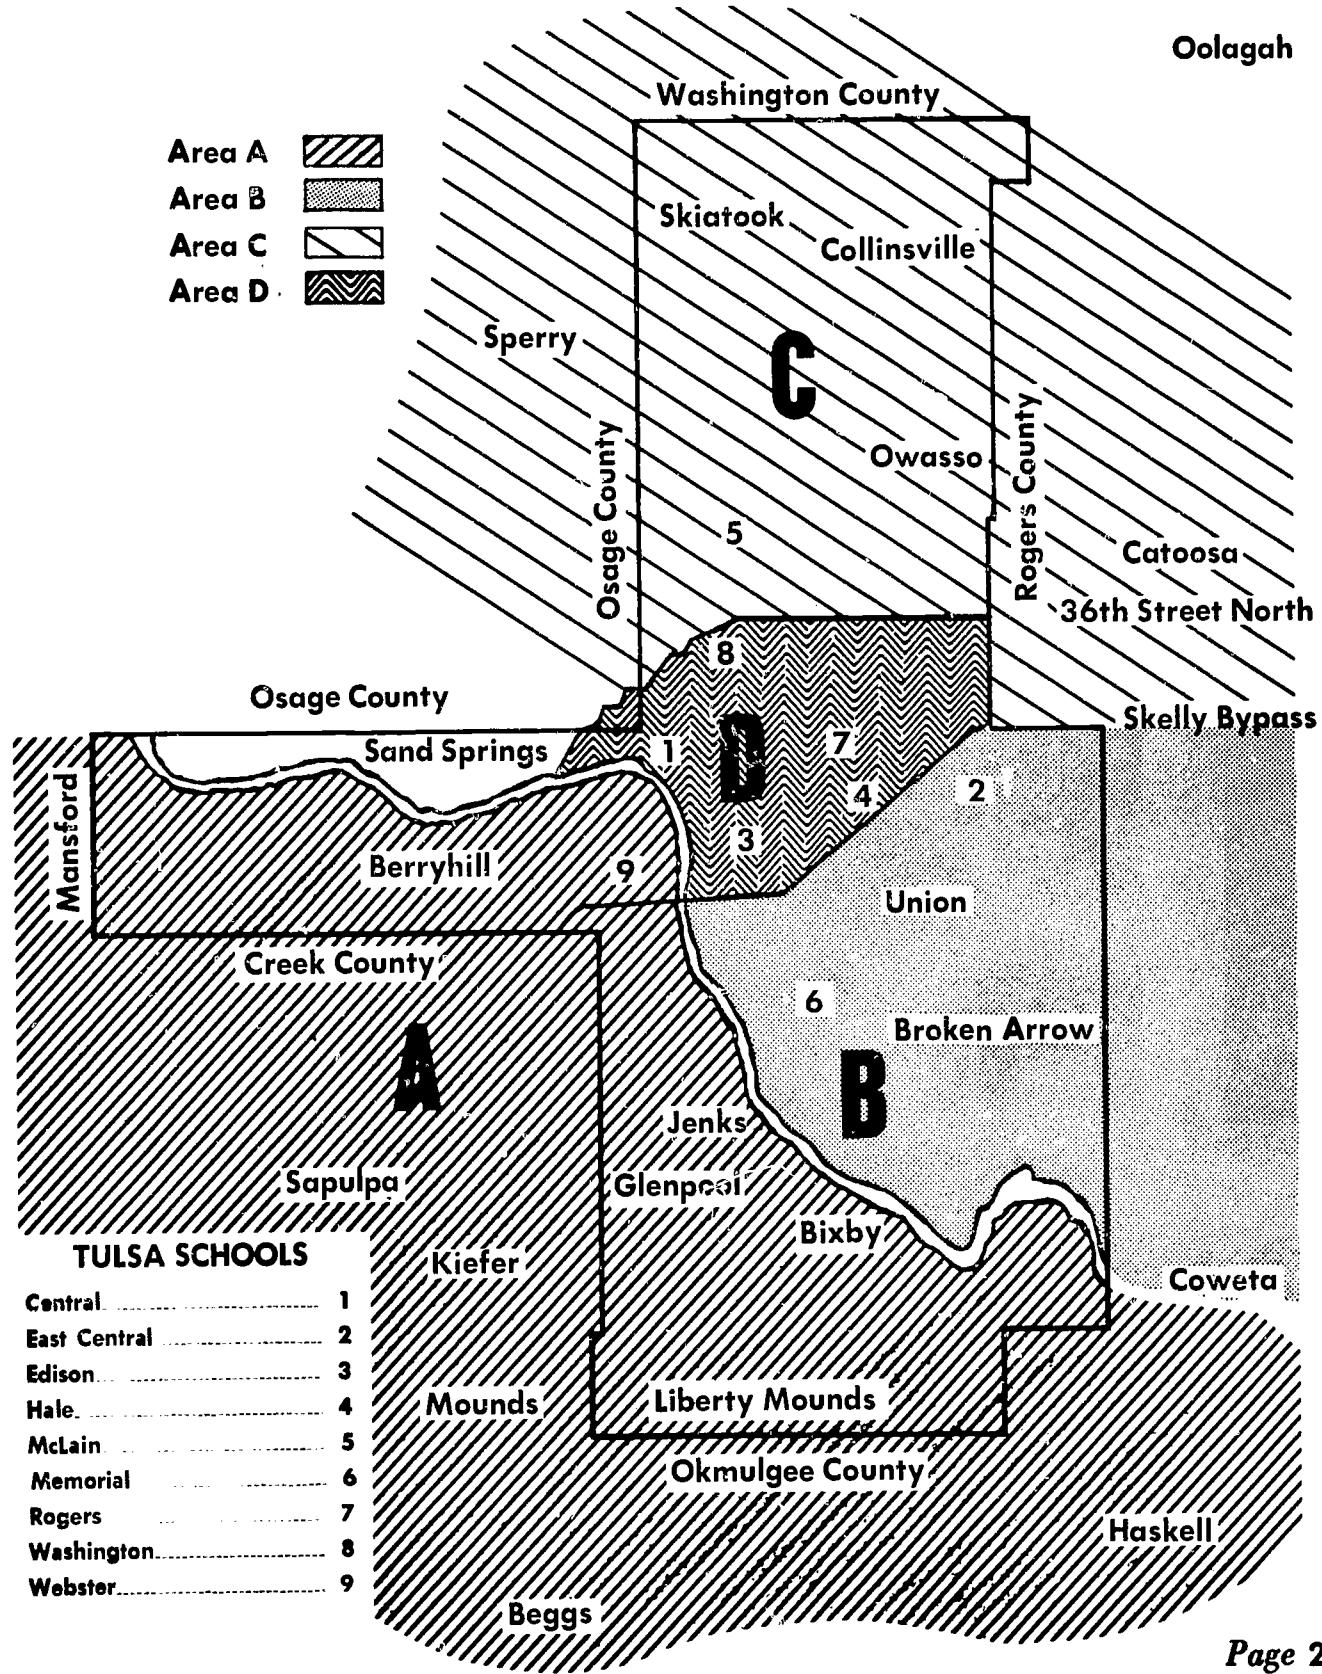 Oolagah
Washington County
Area A
Area B
Area C
Area D
Skiatook
Collinsville
Sperry
C
Owasso
Osage County
Rogers County
5
Catoosa
36th Street North
8
Osage County
Skelly Bypass
Sand Springs
1
D
7
2
4
Mansford
3
Berryhill
9
Union
Creek County
6
Broken Arrow
A
B
Jenks
Sapulpa
Glenpool
Bixby
TULSA SCHOOLS
Kiefer
Coweta
Central 1
East Central 2
Edison 3
Hale 4
McLain 5
Memorial 6
Rogers 7
Washington 8
Webster 9
Mounds
Liberty Mounds
Okmulgee County
Haskell
Beggs
Page 2